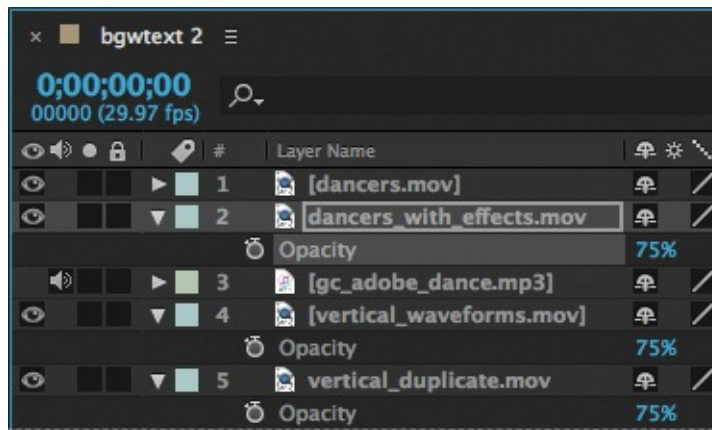 bgwtext 2
0;00;00;00
00000 (29.97 fps)
# Layer Name
1 [dancers.mov]
2 dancers_with_effects.mov
Opacity 75%
3 [gc_adobe_dance.mp3]
4 [vertical_waveforms.mov]
Opacity 75%
5 vertical_duplicate.mov
Opacity 75%